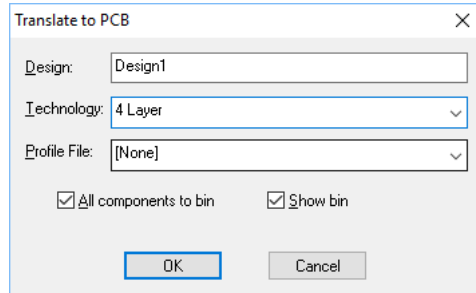 Translate to PCB
Design: Design1
Technology: 4 Layer
Profile File: [None]
All components to bin Show bin
OK Cancel